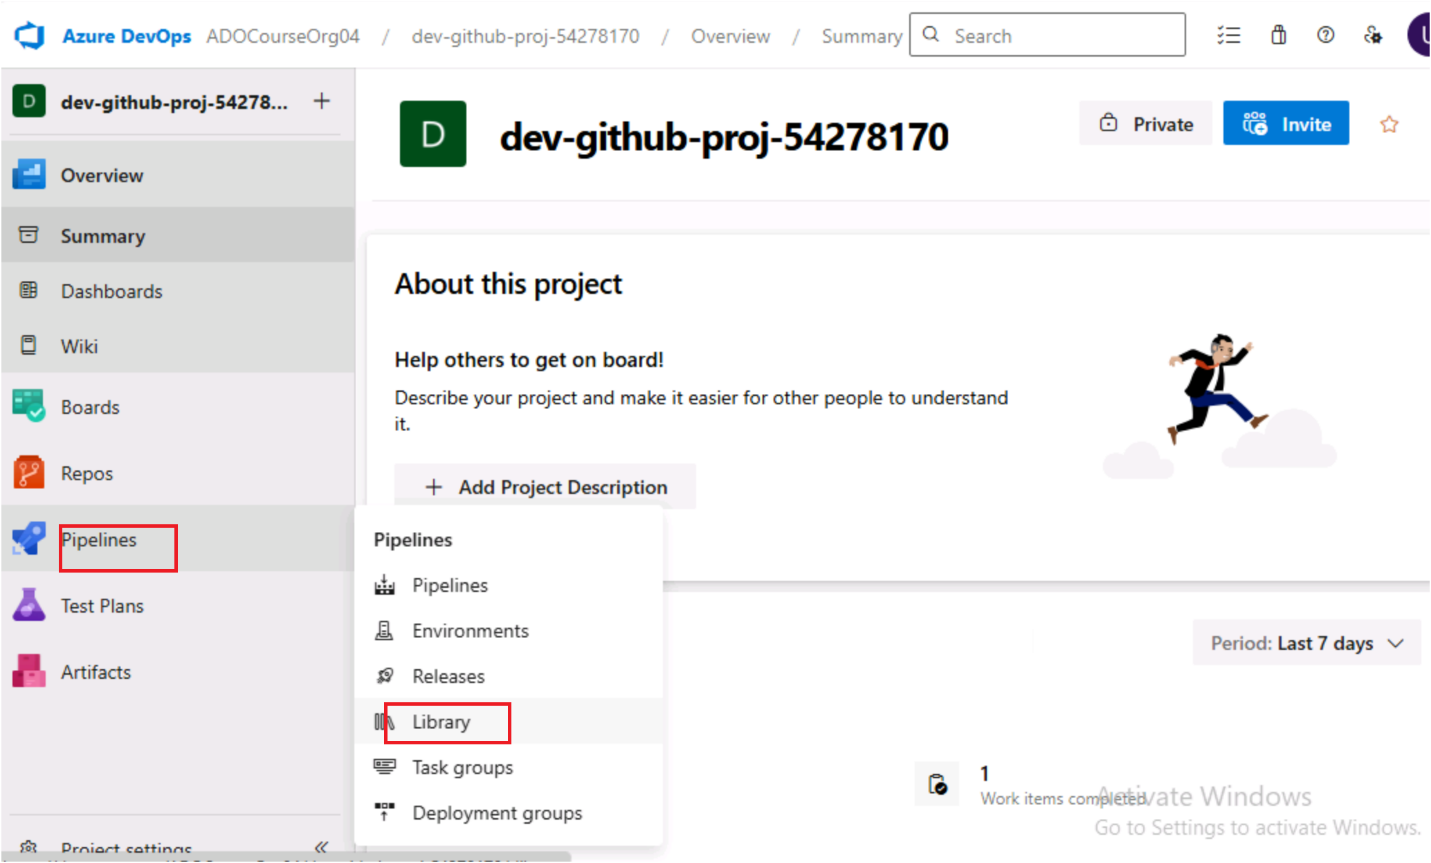 Azure DevOps ADOCourseOrg04 / dev-github-proj-54278170 / Overview / Summary Search
D dev-github-proj-54278... +
Overview
Summary
Dashboards
Wiki
Boards
Repos
Pipelines
Test Plans
Artifacts
Project settings
D dev-github-proj-54278170 Private Invite
About this project
Help others to get on board!
Describe your project and make it easier for other people to understand
it.
+ Add Project Description
Pipelines
Pipelines
Environments
Releases
Library
Task groups
Deployment groups
Period: Last 7 days
1
Work items completed
Activate Windows
Go to Settings to activate Windows.